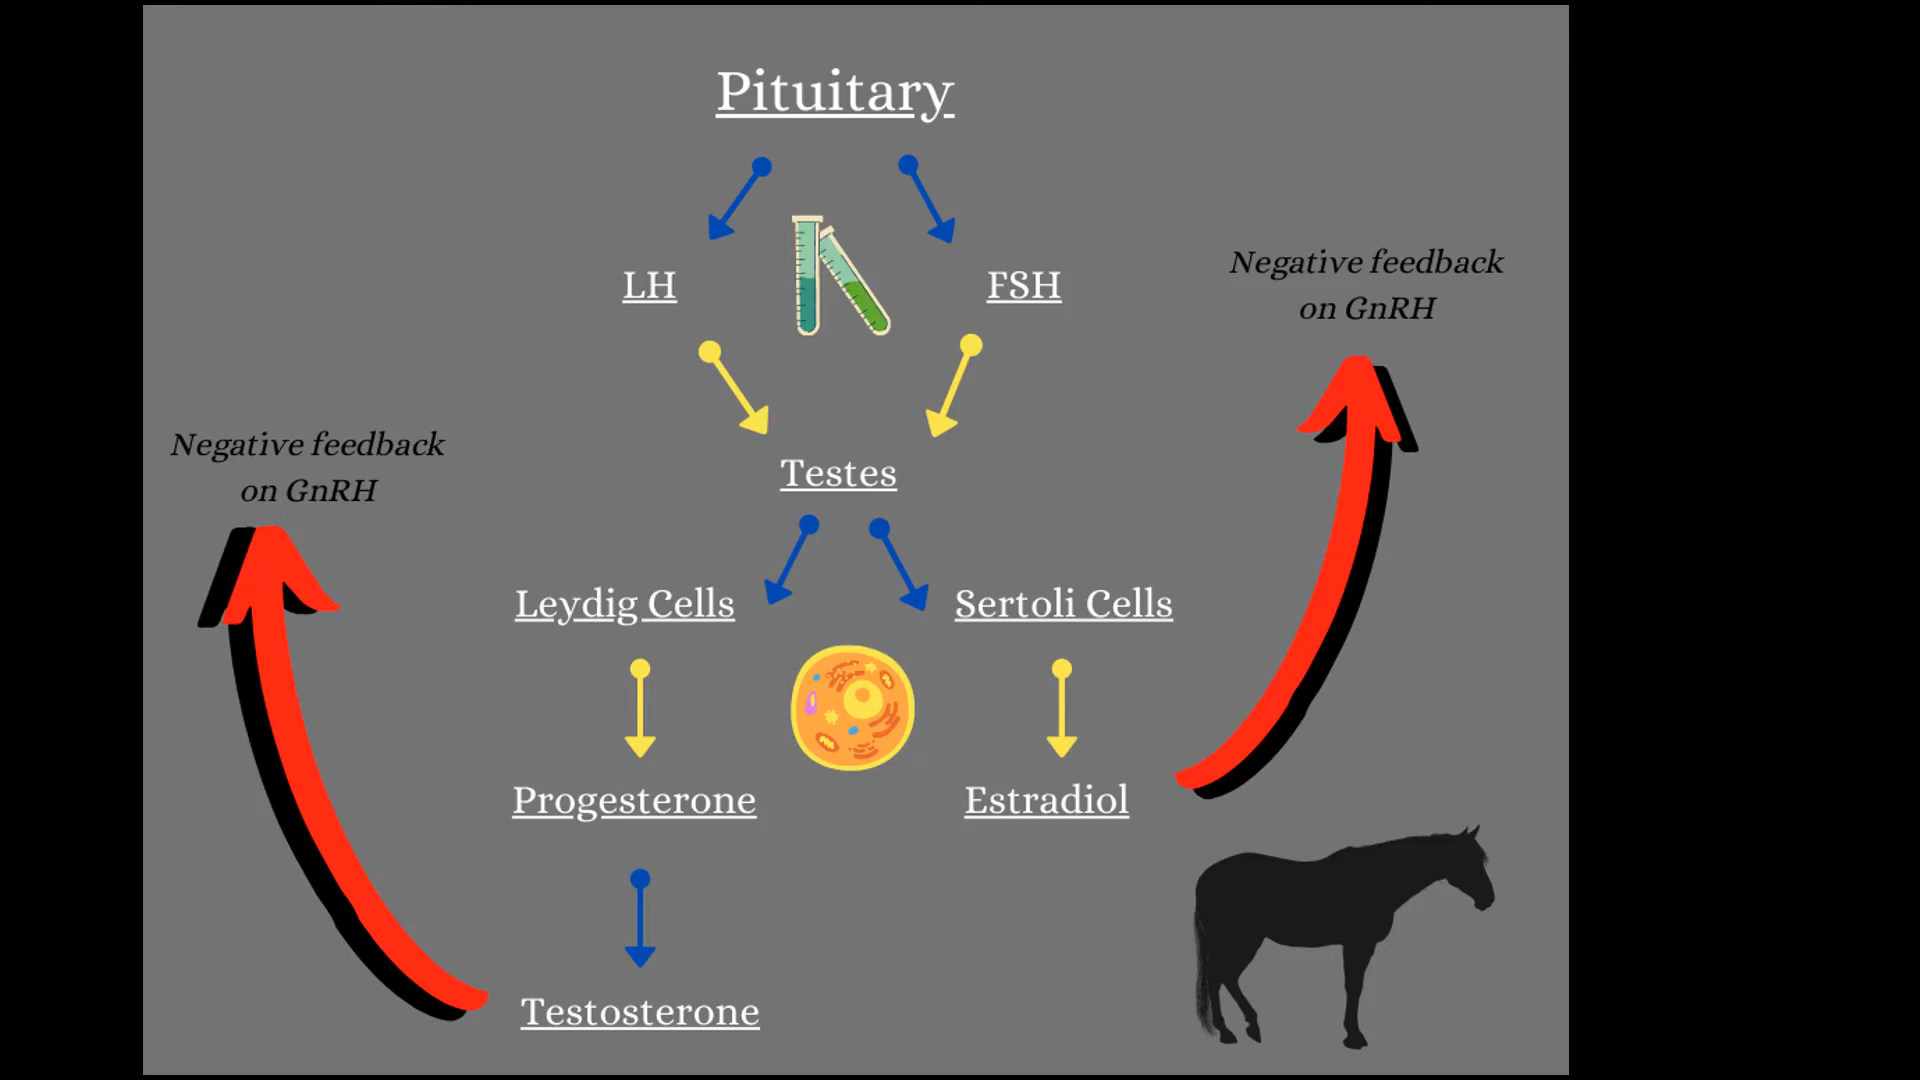 Pituitary
LH
FSH
Negative feedback
on GnRH
Negative feedback
on GnRH
Testes
Leydig Cells
Sertoli Cells
Progesterone
Estradiol
Testosterone